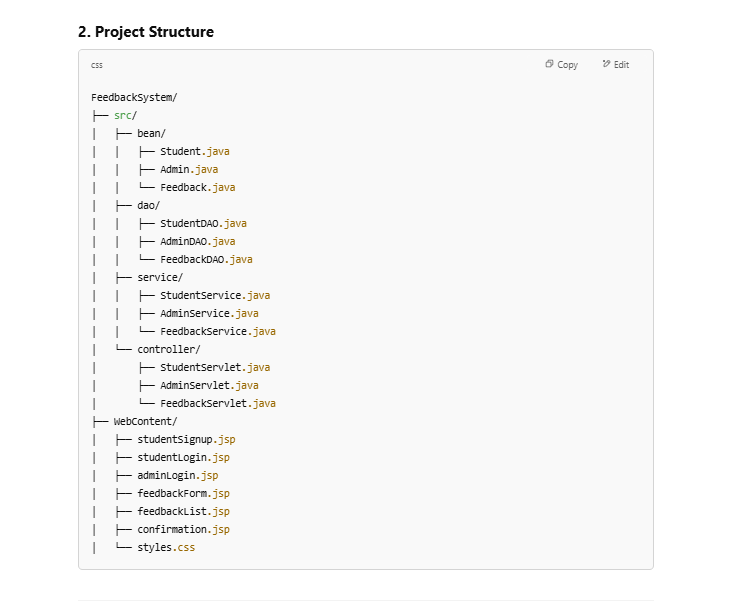 2. Project Structure
css
Copy
Edit
FeedbackSystem/
├── src/
│   ├── bean/
│   │   ├── Student.java
│   │   ├── Admin.java
│   │   └── Feedback.java
│   ├── dao/
│   │   ├── StudentDAO.java
│   │   ├── AdminDAO.java
│   │   └── FeedbackDAO.java
│   ├── service/
│   │   ├── StudentService.java
│   │   ├── AdminService.java
│   │   └── FeedbackService.java
│   └── controller/
│       ├── StudentServlet.java
│       ├── AdminServlet.java
│       └── FeedbackServlet.java
├── WebContent/
│   ├── studentSignup.jsp
│   ├── studentLogin.jsp
│   ├── adminLogin.jsp
│   ├── feedbackForm.jsp
│   ├── feedbackList.jsp
│   ├── confirmation.jsp
│   └── styles.css